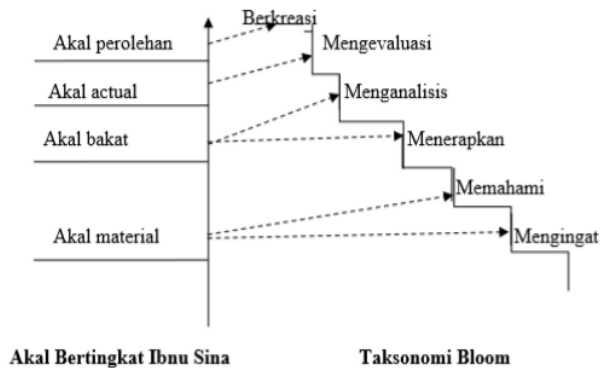 Berkreasi
Akal perolehan
Mengevaluasi
Akal actual
Menganalisis
Akal bakat
Menerapkan
Memahami
Akal material
Mengingat
Akal Bertingkat Ibnu Sina
Taksonomi Bloom